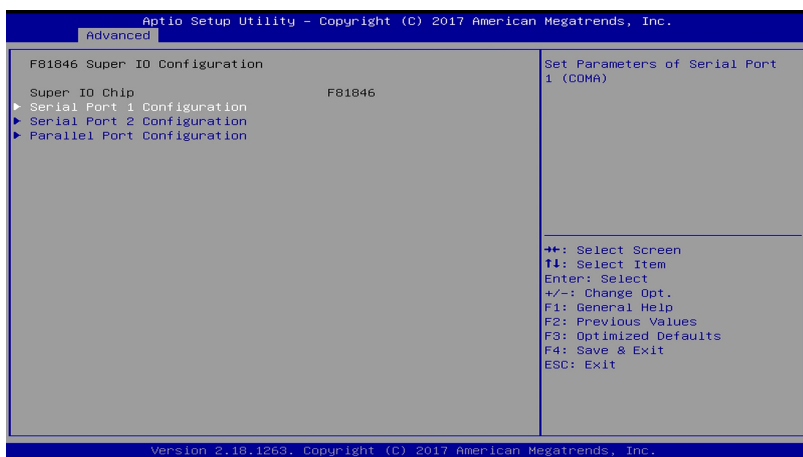 Aptio Setup Utility – Copyright (C) 2017 American Megatrends, Inc.
Advanced
F81846 Super IO Configuration
Super IO Chip F81846
▶ Serial Port 1 Configuration
▶ Serial Port 2 Configuration
▶ Parallel Port Configuration
Set Parameters of Serial Port
1 (COMA)
→←: Select Screen
↑↓: Select Item
Enter: Select
+/-: Change Opt.
F1: General Help
F2: Previous Values
F3: Optimized Defaults
F4: Save & Exit
ESC: Exit
Version 2.18.1263. Copyright (C) 2017 American Megatrends, Inc.